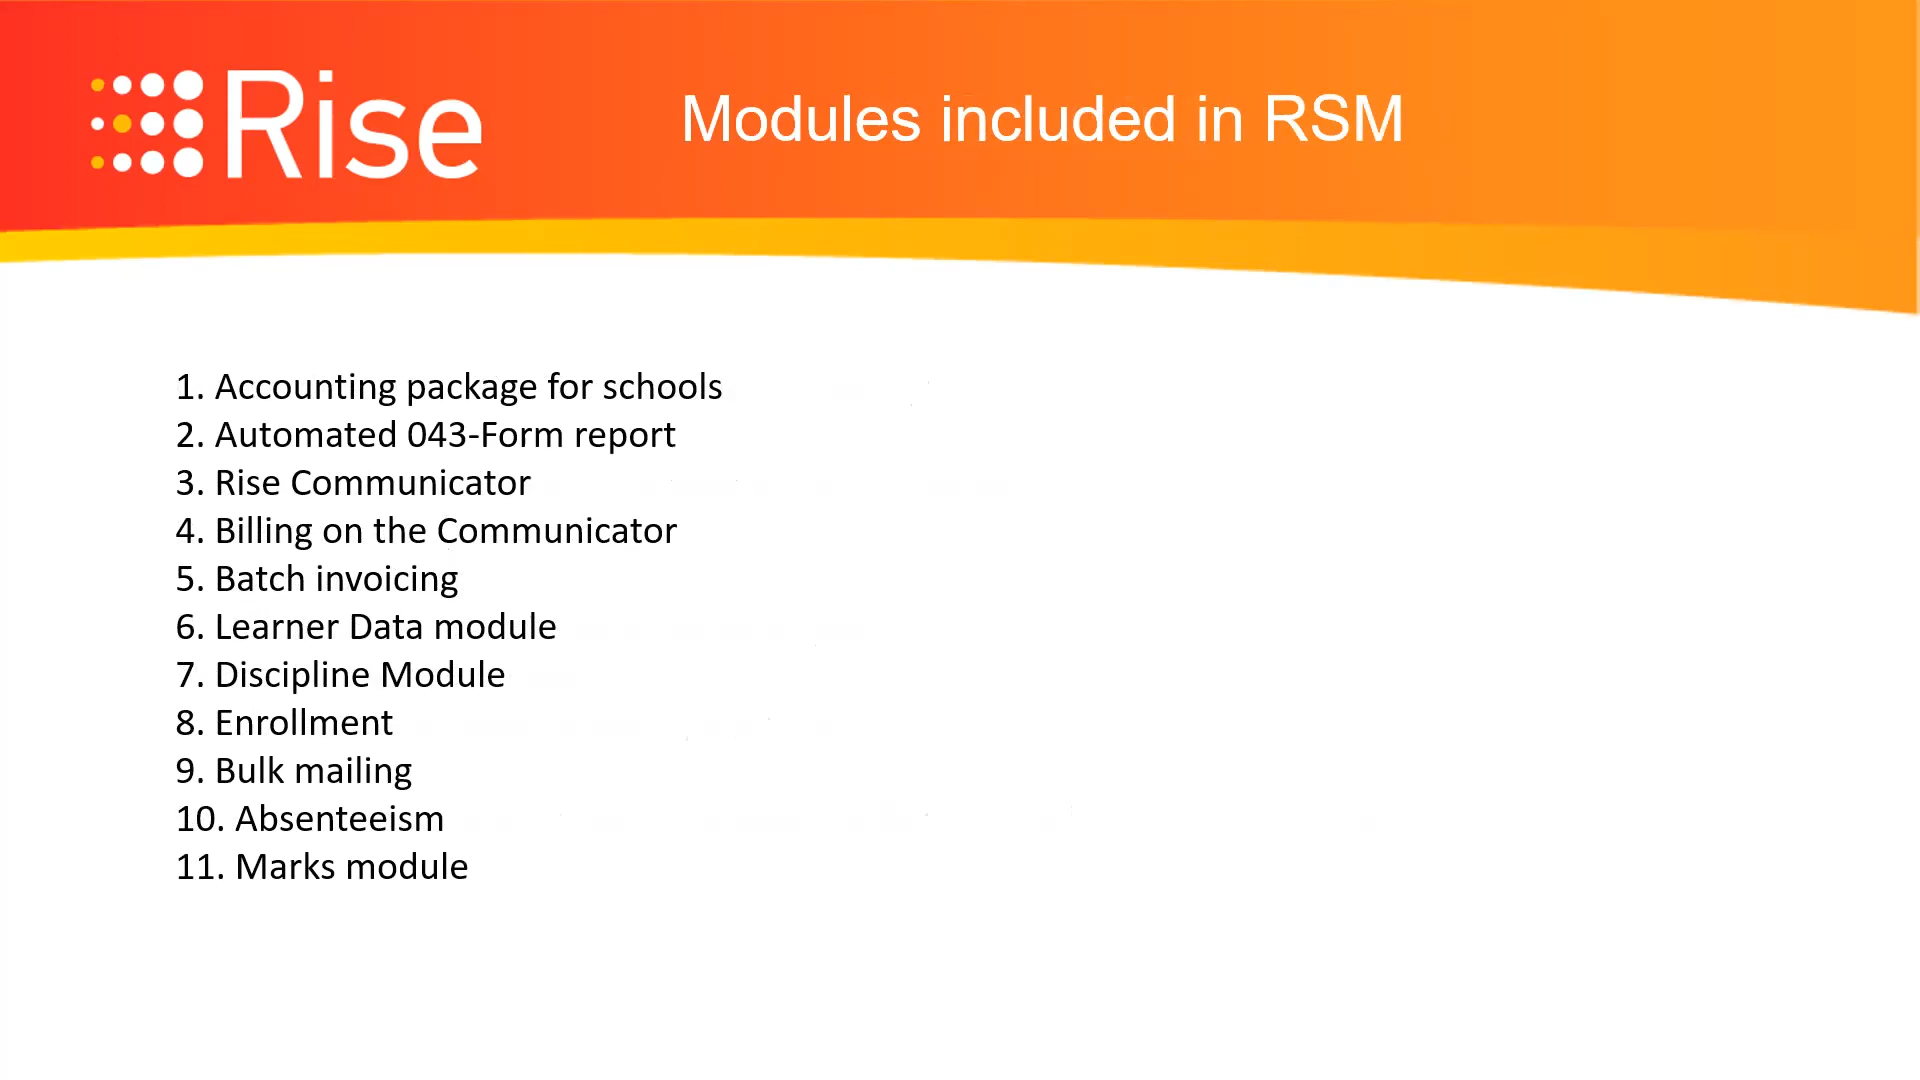 Rise
Modules included in RSM
1. Accounting package for schools
2. Automated 043-Form report
3. Rise Communicator
4. Billing on the Communicator
5. Batch invoicing
6. Learner Data module
7. Discipline Module
8. Enrollment
9. Bulk mailing
10. Absenteeism
11. Marks module